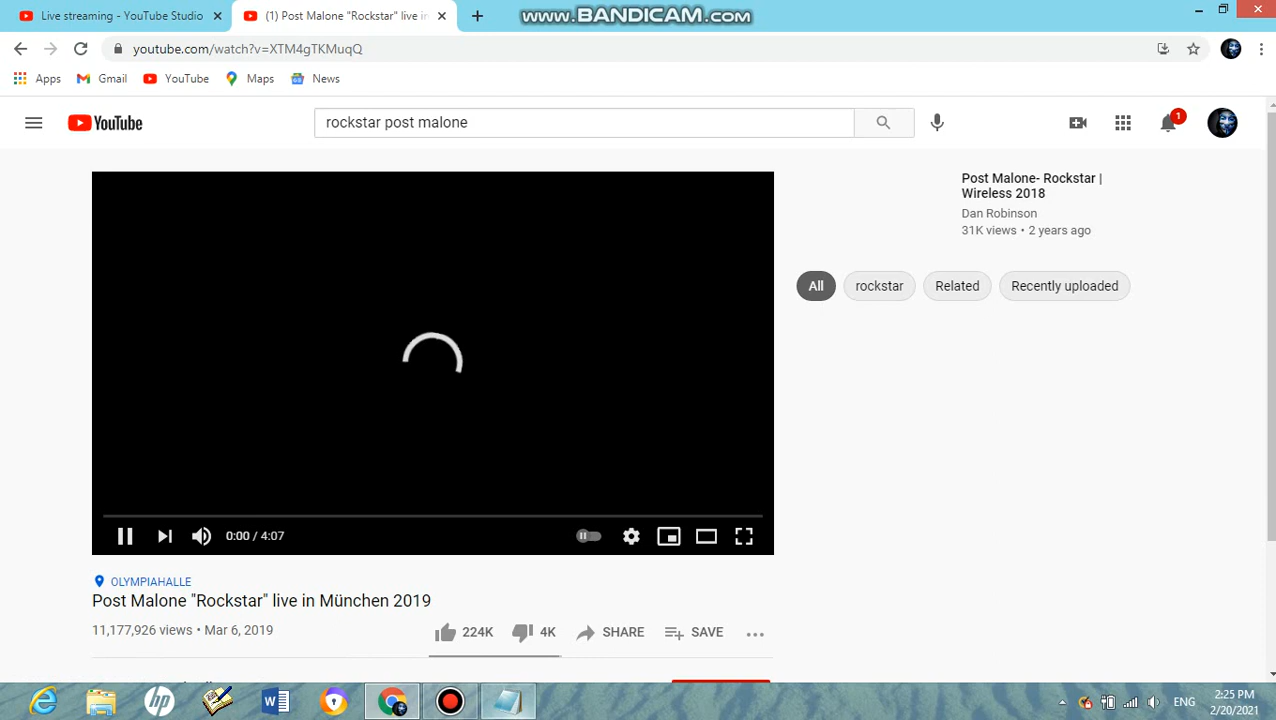 Live streaming - YouTube Studio
(1) Post Malone "Rockstar" live in
www.BANDICAM.com
youtube.com/watch?v=XTM4gTKMuqQ
Apps
Gmail
YouTube
Maps
News
YouTube
rockstar post malone
1
Post Malone- Rockstar |
Wireless 2018
Dan Robinson
31K views • 2 years ago
All
rockstar
Related
Recently uploaded
0:00 / 4:07
OLYMPIAHALLE
Post Malone "Rockstar" live in München 2019
11,177,926 views • Mar 6, 2019
224K
4K
SHARE
SAVE
ENG
2:25 PM
2/20/2021